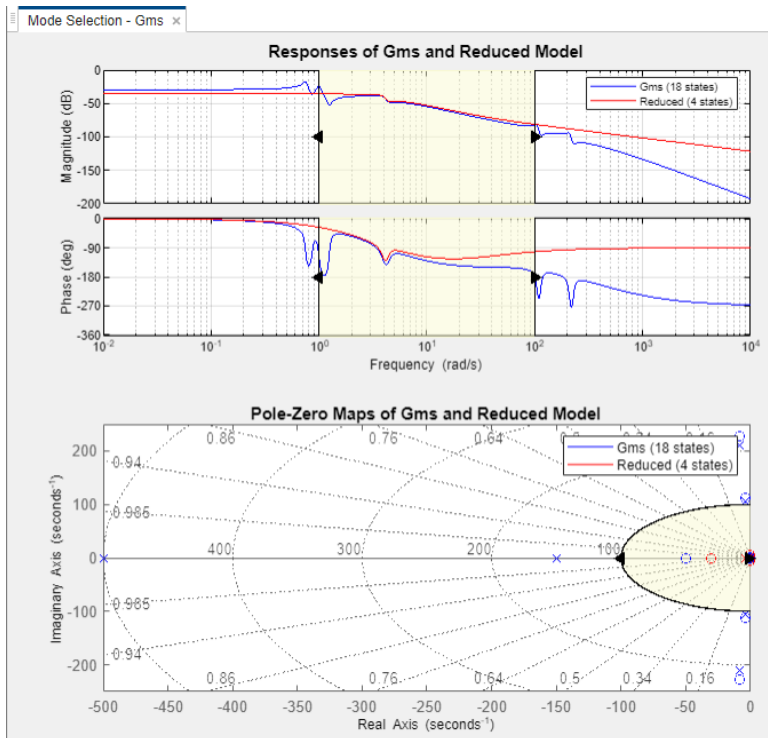 Mode Selection - Gms ×
Responses of Gms and Reduced Model
Magnitude (dB)
0
-50
-100
-150
-200
Gms (18 states)
Reduced (4 states)
Phase (deg)
0
-90
-180
-270
-360
10^-2 10^-1 10^0 10^1 10^2 10^3 10^4
Frequency (rad/s)
Pole-Zero Maps of Gms and Reduced Model
Imaginary Axis (seconds^-1)
200
100
0
-100
-200
0.86 0.76 0.64 0.34 0.16
0.94
0.985
400 300 200 100
0.985
0.94
0.86 0.76 0.64 0.5 0.34 0.16
Gms (18 states)
Reduced (4 states)
-500 -450 -400 -350 -300 -250 -200 -150 -100 -50 0
Real Axis (seconds^-1)